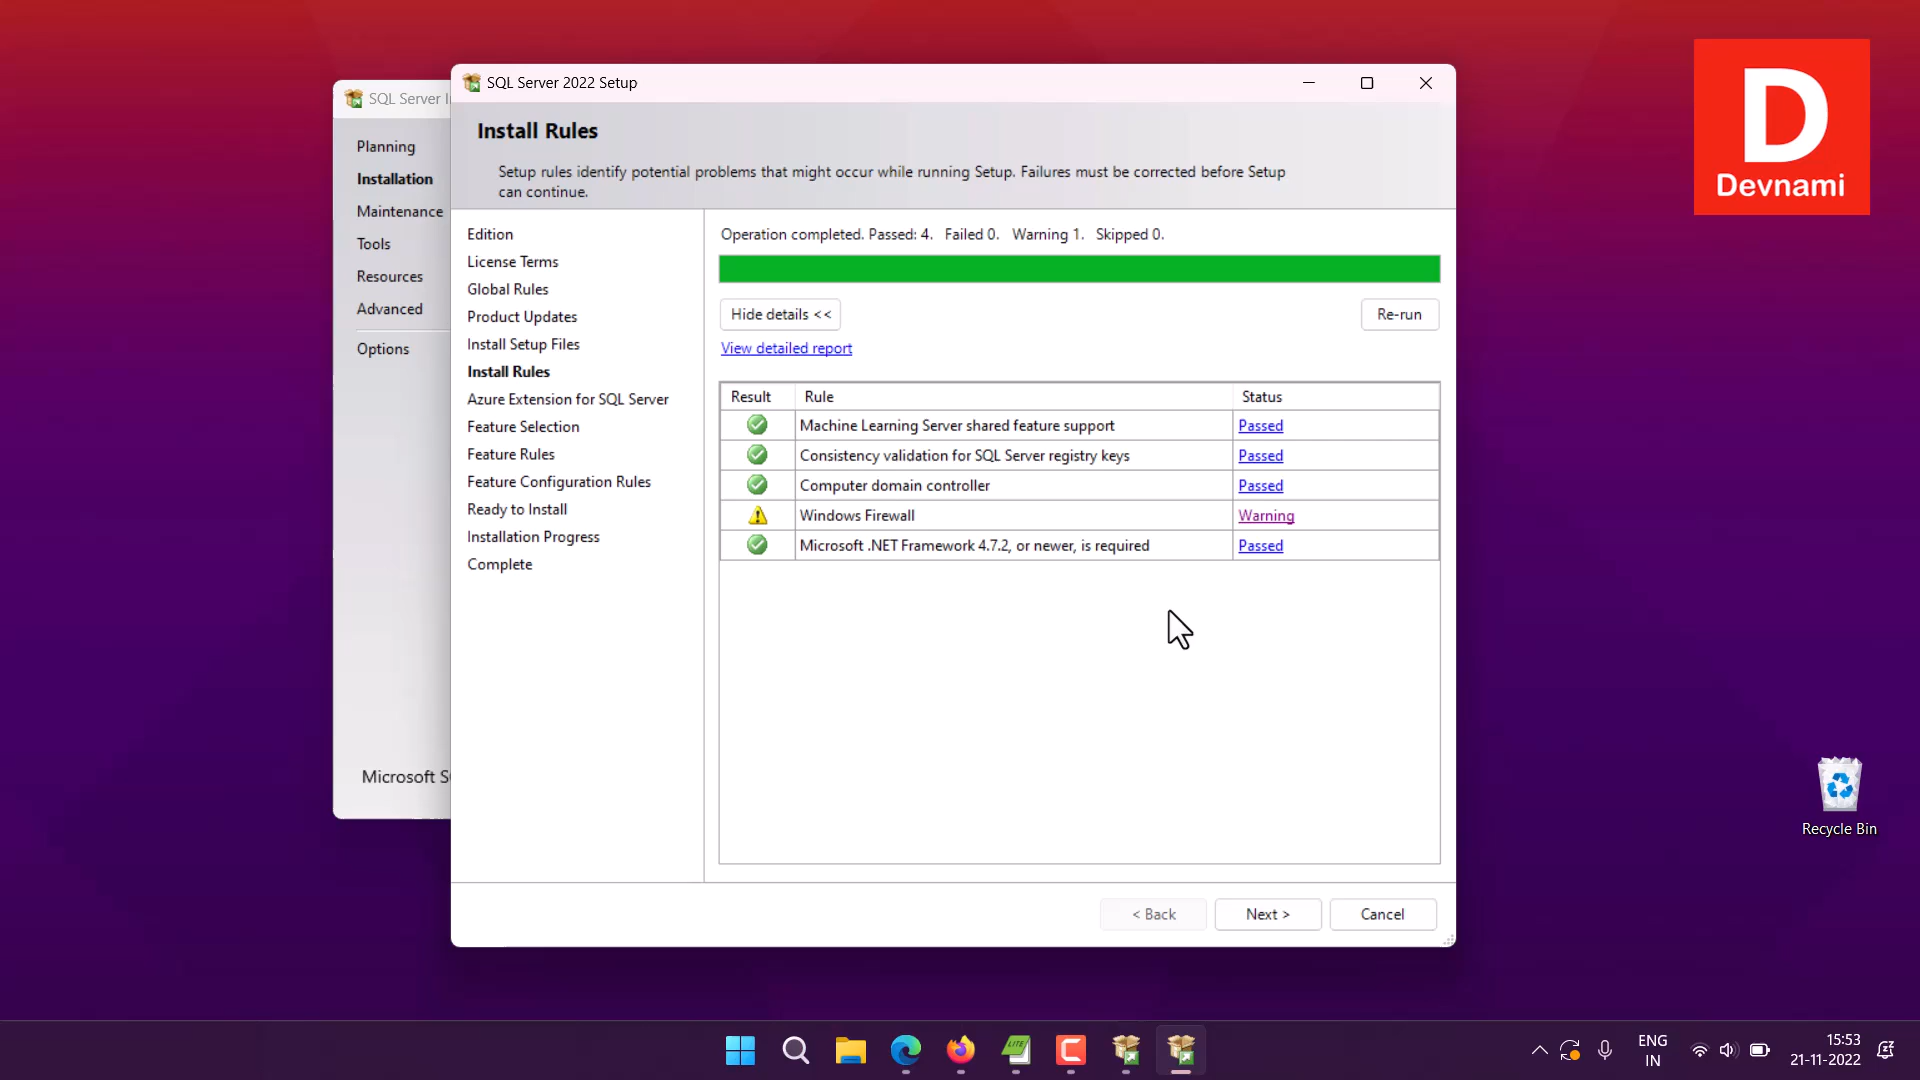 D
Devnami
SQL Server I
Planning
Installation
Maintenance
Tools
Resources
Advanced
Options
Microsoft S
SQL Server 2022 Setup
Install Rules
Setup rules identify potential problems that might occur while running Setup. Failures must be corrected before Setup
can continue.
Edition
License Terms
Global Rules
Product Updates
Install Setup Files
Install Rules
Azure Extension for SQL Server
Feature Selection
Feature Rules
Feature Configuration Rules
Ready to Install
Installation Progress
Complete
Operation completed. Passed: 4. Failed 0. Warning 1. Skipped 0.
Hide details <<
Re-run
View detailed report
Result Rule Status
Machine Learning Server shared feature support Passed
Consistency validation for SQL Server registry keys Passed
Computer domain controller Passed
Windows Firewall Warning
Microsoft .NET Framework 4.7.2, or newer, is required Passed
< Back
Next >
Cancel
Recycle Bin
LITE
ENG
IN
15:53
21-11-2022